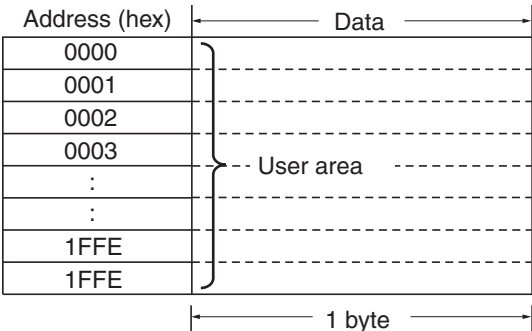 Address (hex) Data
0000
0001
0002
0003
User area
:
:
1FFE
1FFE
1 byte